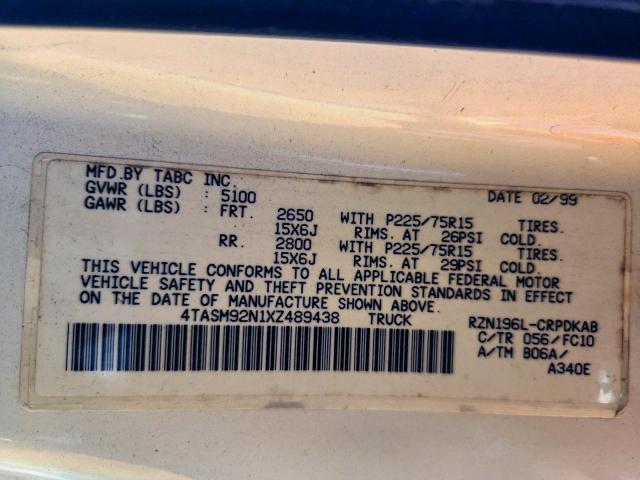 MFD.BY TABC INC. DATE 02/99
GVWR (LBS) : 5100
GAWR (LBS) : FRT. 2650 WITH P225/75R15 TIRES.
15X6J RIMS. AT 26PSI COLD.
RR. 2800 WITH P225/75R15 TIRES.
15X6J RIMS. AT 29PSI COLD.
THIS VEHICLE CONFORMS TO ALL APPLICABLE FEDERAL MOTOR
VEHICLE SAFETY AND THEFT PREVENTION STANDARDS IN EFFECT
ON THE DATE OF MANUFACTURE SHOWN ABOVE.
4TASM92N1XZ489438 TRUCK RZN196L-CRPDKAB
C/TR 056/FC10
A/TM B06A/
A340E